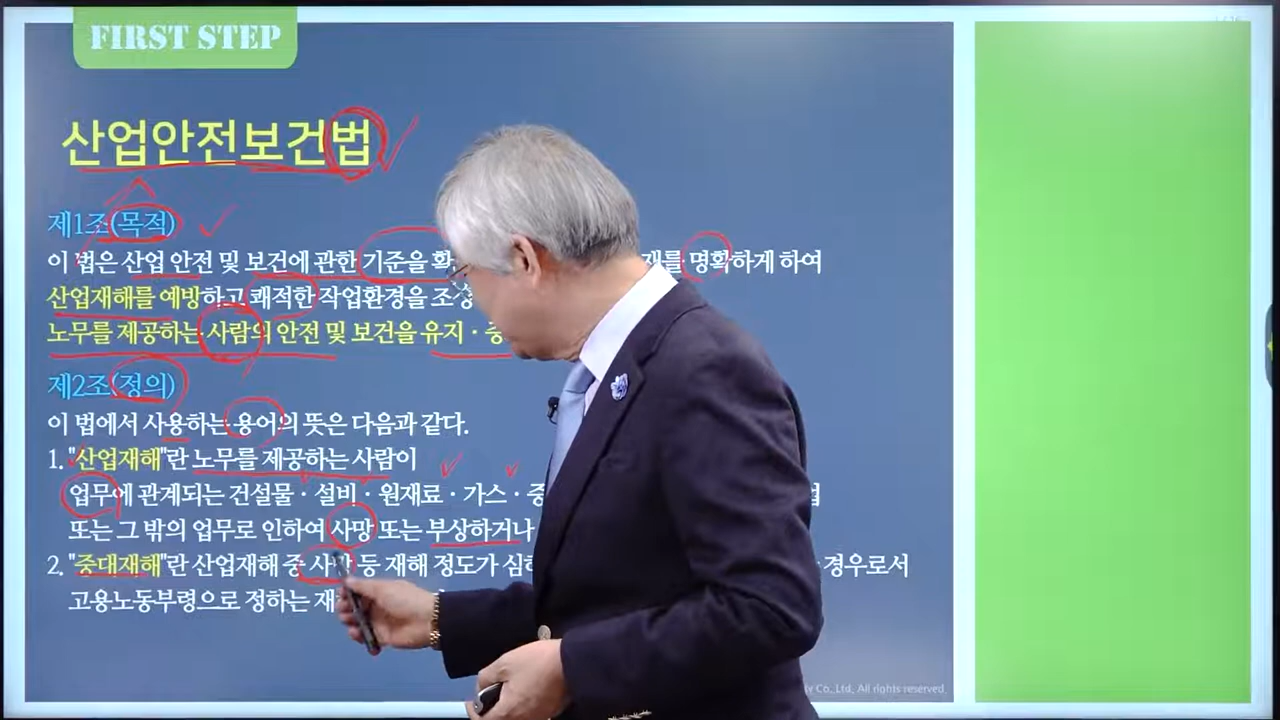 FIRST STEP
산업안전보건법
제1조(목적)
이 법은 산업 안전 및 보건에 관한 기준을 확 재를 명확하게 하여
산업재해를 예방하고 쾌적한 작업환경을 조성
노무를 제공하는 사람의 안전 및 보건을 유지·증
제2조(정의)
이 법에서 사용하는 용어의 뜻은 다음과 같다.
1. "산업재해"란 노무를 제공하는 사람이
업무에 관계되는 건설물·설비·원재료·가스·증
또는 그 밖의 업무로 인하여 사망 또는 부상하거나
2. "중대재해"란 산업재해 중 사망 등 재해 정도가 심하 경우로서
고용노동부령으로 정하는 재
Co.,Ltd. All rights reserved.